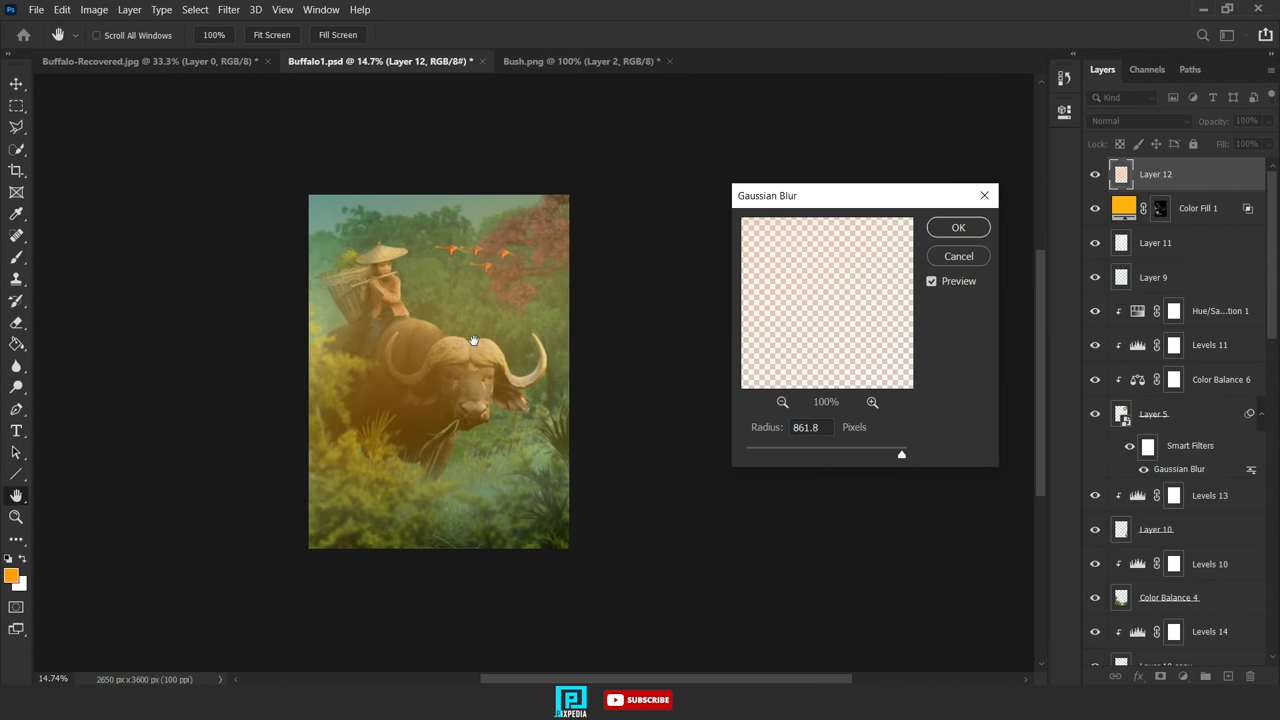 Ps File Edit Image Layer Type Select Filter 3D View Window Help
Scroll All Windows 100% Fit Screen Fill Screen
Buffalo-Recovered.jpg @ 33.3% (Layer 0, RGB/8) * Buffalo1.psd @ 14.7% (Layer 12, RGB/8#) * Bush.png @ 100% (Layer 2, RGB/8) *
Layers Channels Paths
Kind
Normal Opacity: 100%
Lock: Fill: 100%
Layer 12
Color Fill 1
Layer 11
Layer 9
Hue/Sa...tion 1
Levels 11
Color Balance 6
Layer 5
Smart Filters
Gaussian Blur
Levels 13
Layer 10
Levels 10
Color Balance 4
Levels 14
Gaussian Blur
OK
Cancel
Preview
100%
Radius: 861.8 Pixels
14.74% 2650 px x 3600 px (100 ppi)
PIXPEDIA
SUBSCRIBE